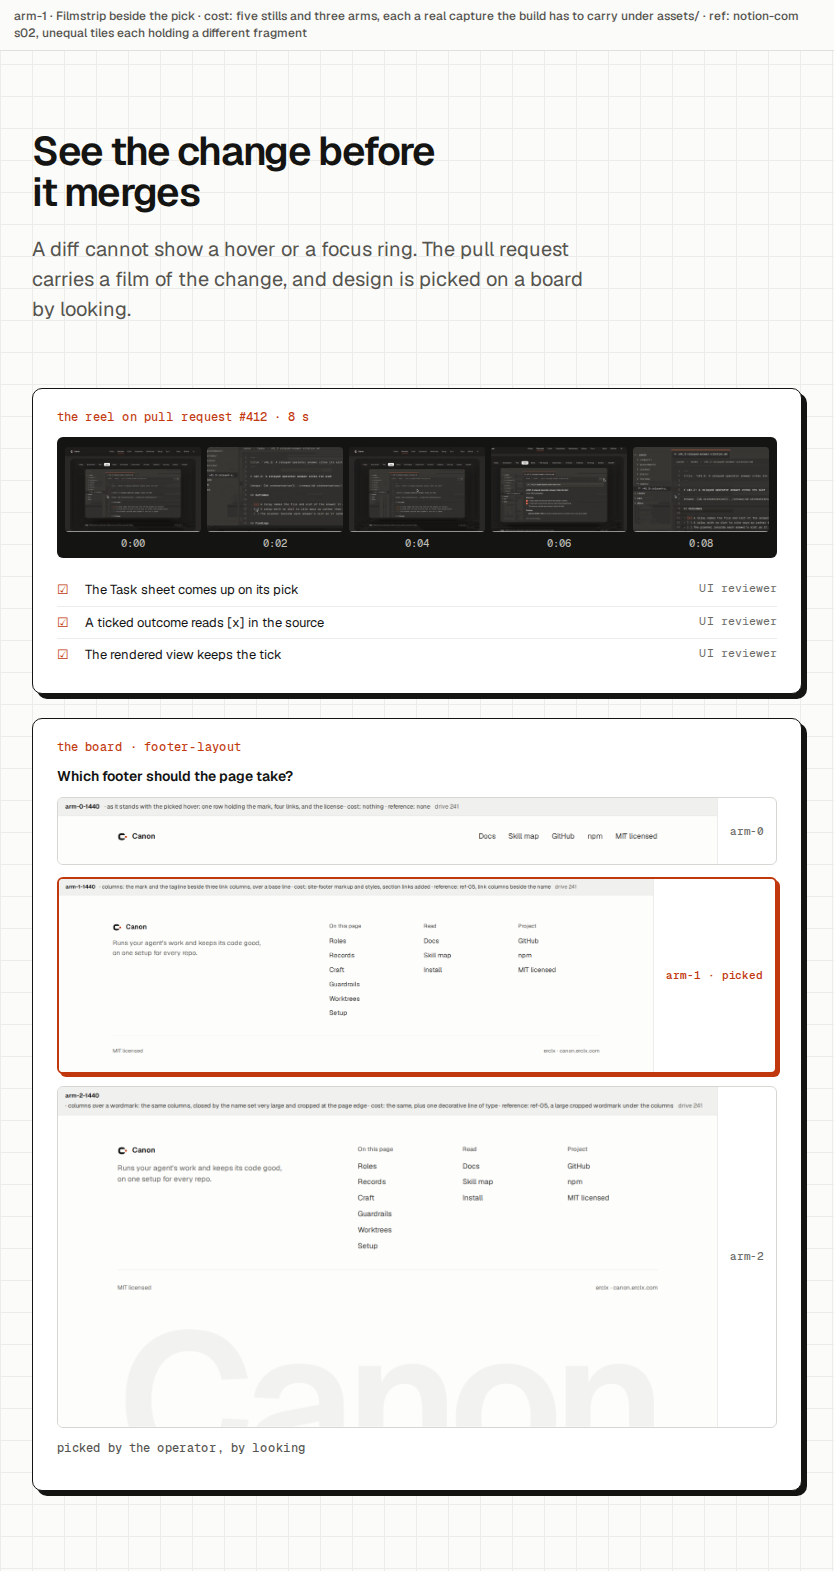 arm-1 · Filmstrip beside the pick · cost: five stills and three arms, each a real capture the build has to carry under assets/ · ref: notion-com
s02, unequal tiles each holding a different fragment
See the change before
it merges
A diff cannot show a hover or a focus ring. The pull request
carries a film of the change, and design is picked on a board
by looking.
the reel on pull request #412 · 8 s
0:00 0:02 0:04 0:06 0:08
☑ The Task sheet comes up on its pick UI reviewer
☑ A ticked outcome reads [x] in the source UI reviewer
☑ The rendered view keeps the tick UI reviewer
the board · footer-layout
Which footer should the page take?
arm-0-1440 · as it stands with the picked hover: one row holding the mark, four links, and the license · cost: nothing · reference: none drive 241
Canon Docs Skill map GitHub npm MIT licensed
arm-0
arm-1-1440 · columns: the mark and the tagline beside three link columns, over a base line · cost: site-footer markup and styles, section links added · reference: ref-05, link columns beside the name drive 241
Canon On this page Read Project
Runs your agent's work and keeps its code good, Roles Docs GitHub
on one setup for every repo. Records Skill map npm
Craft Install MIT licensed
Guardrails
Worktrees
Setup
arm-1 · picked
MIT licensed erclx · canon.erclx.com
arm-2-1440
· columns over a wordmark: the same columns, closed by the name set very large and cropped at the page edge · cost: the same, plus one decorative line of type · reference: ref-05, a large cropped wordmark under the columns drive 241
Canon On this page Read Project
Runs your agent's work and keeps its code good, Roles Docs GitHub
on one setup for every repo. Records Skill map npm
Craft Install MIT licensed
Guardrails
Worktrees
Setup
arm-2
MIT licensed erclx · canon.erclx.com
Canon
picked by the operator, by looking